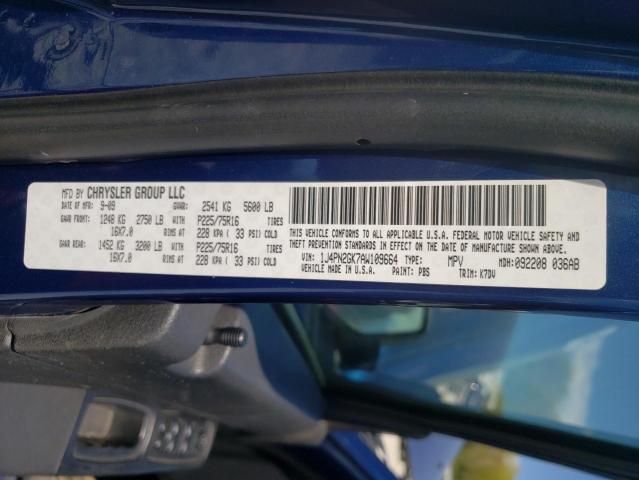 MFD BY CHRYSLER GROUP LLC
DATE OF MFR: 9-09 GVWR: 2541 KG 5600 LB
GAWR FRONT: 1248 KG 2750 LB WITH P225/75R16 TIRES
16X7.0 RIMS AT 228 KPA ( 33 PSI) COLD
GAWR REAR: 1452 KG 3200 LB WITH P225/75R16 TIRES
16X7.0 RIMS AT 228 KPA ( 33 PSI) COLD
THIS VEHICLE CONFORMS TO ALL APPLICABLE U.S.A. FEDERAL MOTOR VEHICLE SAFETY AND
THEFT PREVENTION STANDARDS IN EFFECT ON THE DATE OF MANUFACTURE SHOWN ABOVE.
VIN: 1J4PN2GK7AW109664 TYPE: MPV MDH: 092208 036AB
VEHICLE MADE IN U.S.A. PAINT: PBS TRIM: K7DV